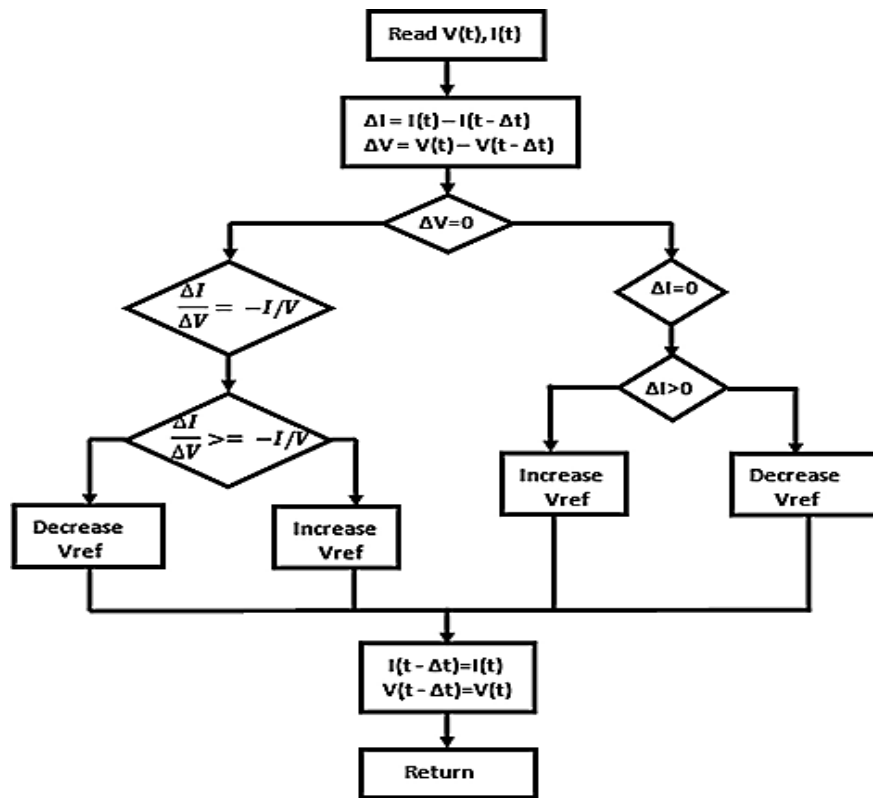 Read V(t), I(t)
ΔI = I(t) – I(t - Δt)
ΔV = V(t) – V(t - Δt)
ΔV=0
ΔI/ΔV = -I/V
ΔI=0
ΔI/ΔV >= -I/V
ΔI>0
Decrease
Vref
Increase
Vref
Increase
Vref
Decrease
Vref
I(t - Δt)=I(t)
V(t - Δt)=V(t)
Return